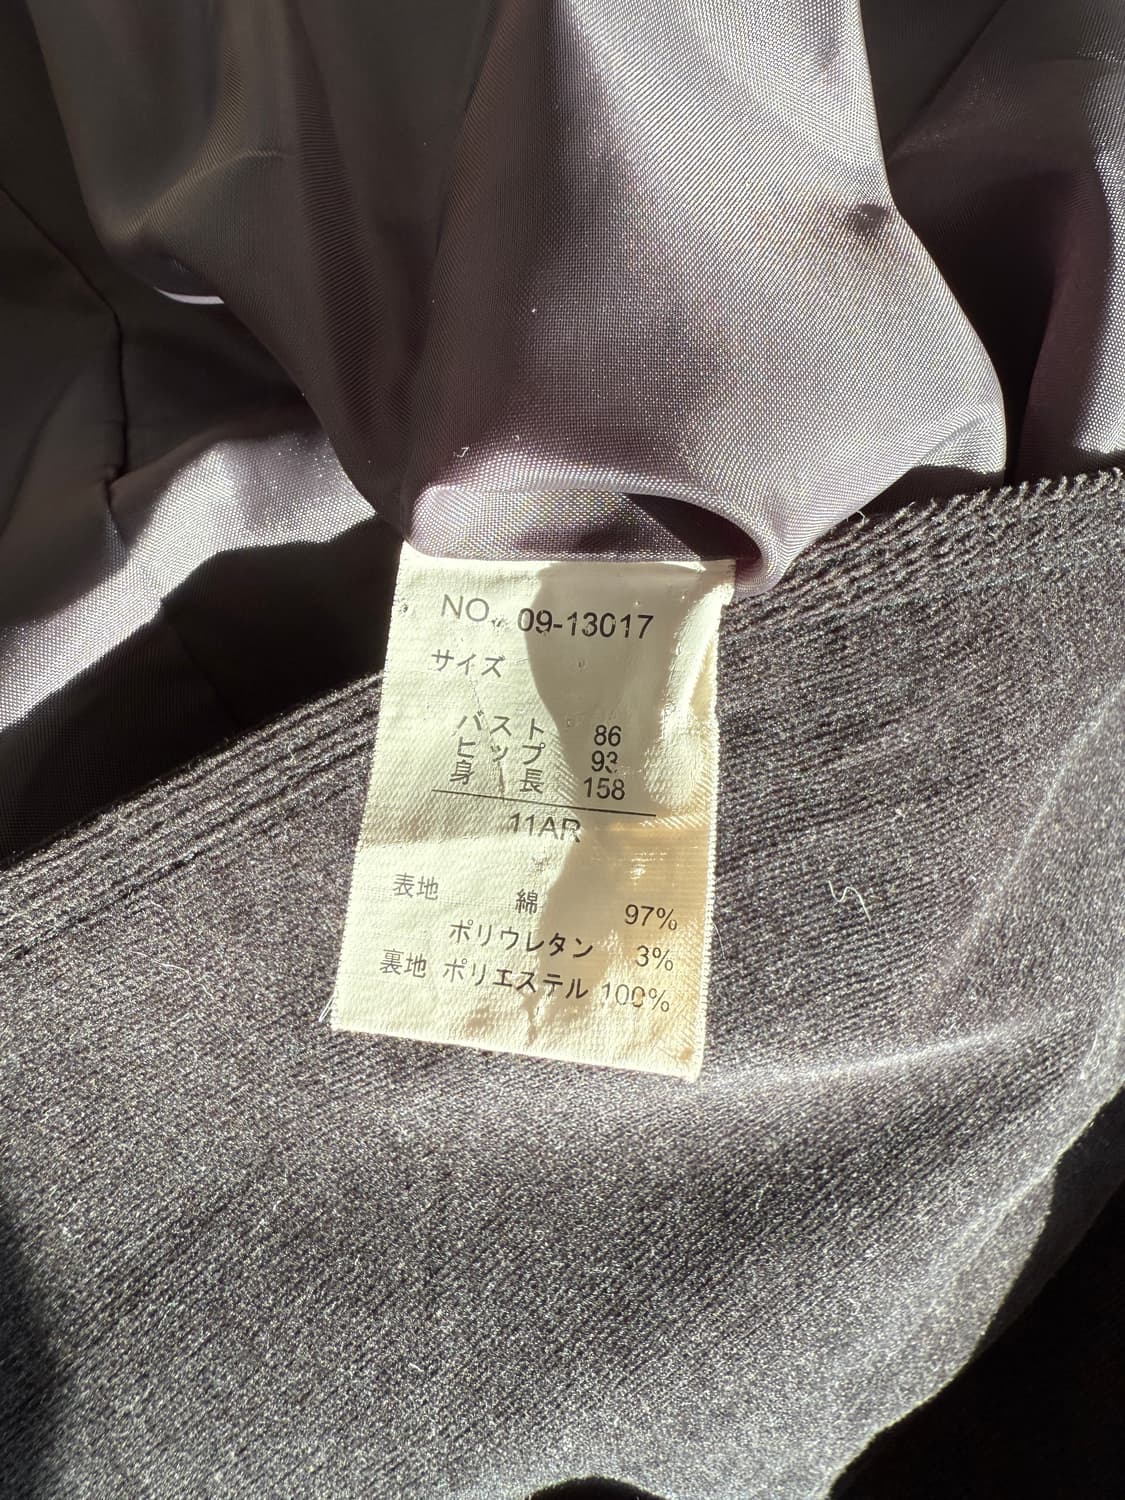 NO. 09-13017
サイズ
バスト 86
ヒップ 93
身長 158
11AR
表地 綿 97%
ポリウレタン 3%
裏地 ポリエステル 100%